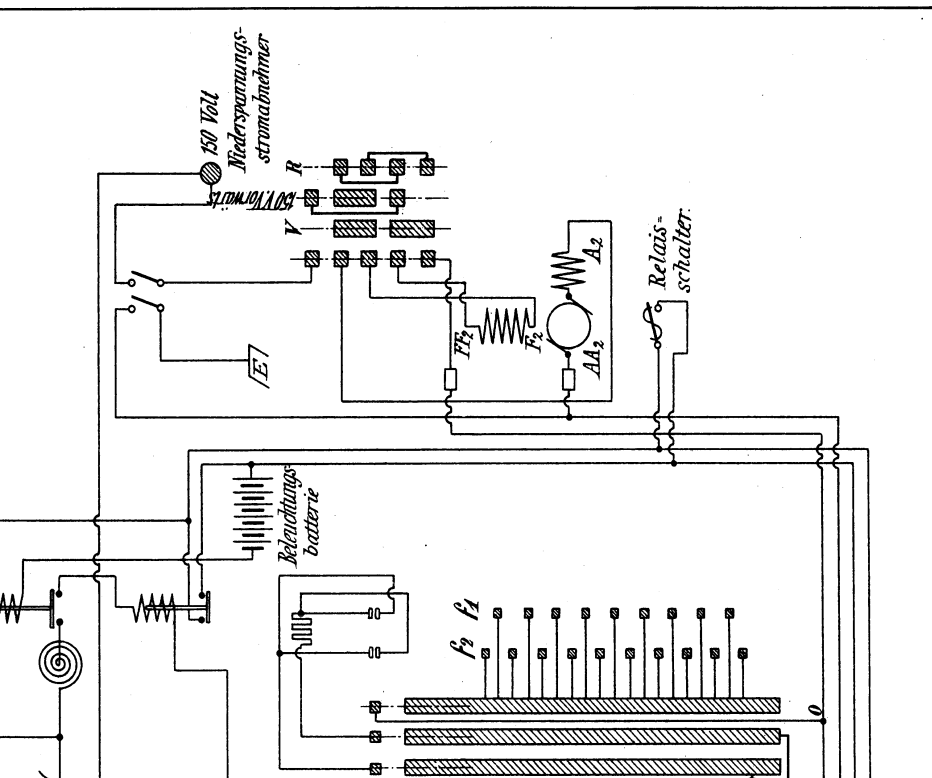 150 Volt
Niederspannungs-
stromabnehmer
R
150 V. Vorwärts
V
E
FF2
F2
A2
AA2
Relais=
schalter.
Beleuchtungs-
batterie
f1
f2
0